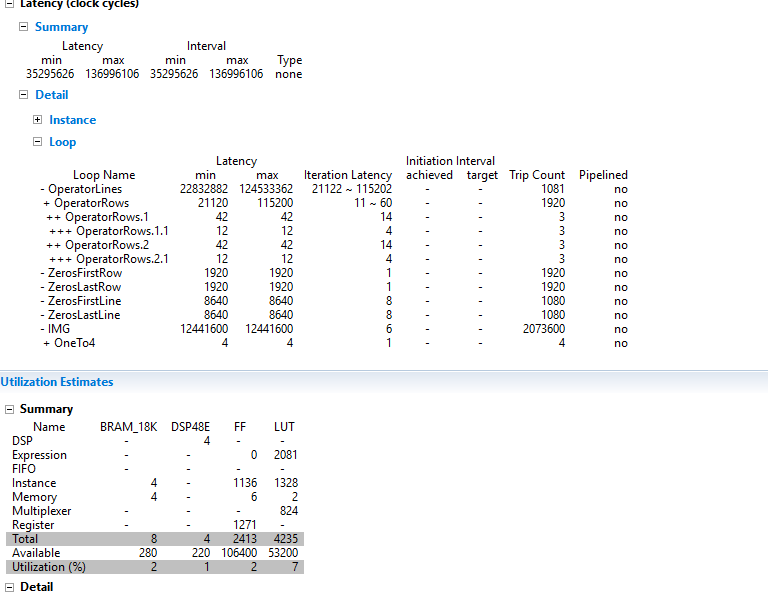 Latency (clock cycles)
Summary
Latency Interval
min max min max Type
35295626 136996106 35295626 136996106 none
Detail
Instance
Loop
Latency Initiation Interval
Loop Name min max Iteration Latency achieved target Trip Count Pipelined
- OperatorLines 22832882 124533362 21122 ~ 115202 - - 1081 no
+ OperatorRows 21120 115200 11 ~ 60 - - 1920 no
++ OperatorRows.1 42 42 14 - - 3 no
+++ OperatorRows.1.1 12 12 4 - - 3 no
++ OperatorRows.2 42 42 14 - - 3 no
+++ OperatorRows.2.1 12 12 4 - - 3 no
- ZerosFirstRow 1920 1920 1 - - 1920 no
- ZerosLastRow 1920 1920 1 - - 1920 no
- ZerosFirstLine 8640 8640 8 - - 1080 no
- ZerosLastLine 8640 8640 8 - - 1080 no
- IMG 12441600 12441600 6 - - 2073600 no
+ OneTo4 4 4 1 - - 4 no
Utilization Estimates
Summary
Name BRAM_18K DSP48E FF LUT
DSP - 4 - -
Expression - - 0 2081
FIFO - - - -
Instance 4 - 1136 1328
Memory 4 - 6 2
Multiplexer - - - 824
Register - - 1271 -
Total 8 4 2413 4235
Available 280 220 106400 53200
Utilization (%) 2 1 2 7
Detail